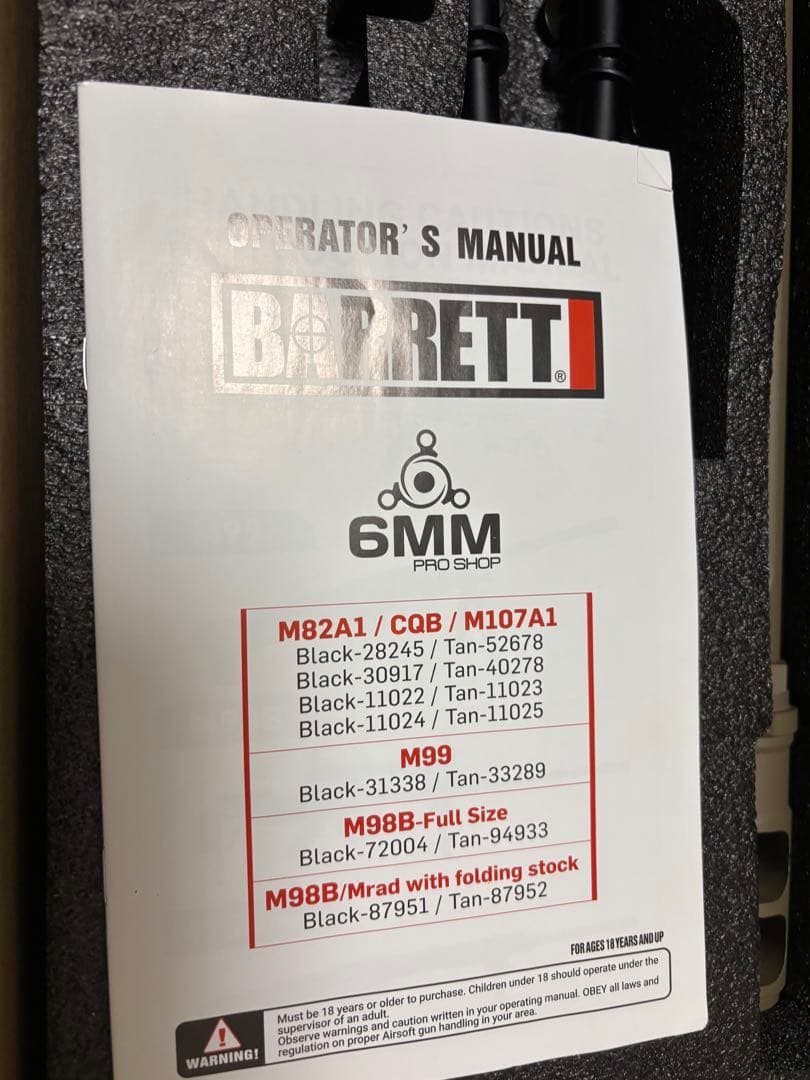 OPERATOR' S MANUAL
BARRETT®
6MM
PRO SHOP
M82A1 / CQB / M107A1
Black-28245 / Tan-52678
Black-30917 / Tan-40278
Black-11022 / Tan-11023
Black-11024 / Tan-11025
M99
Black-31338 / Tan-33289
M98B-Full Size
Black-72004 / Tan-94933
M98B/Mrad with folding stock
Black-87951 / Tan-87952
FOR AGES 18 YEARS AND UP
WARNING!
Must be 18 years or older to purchase. Children under 18 should operate under the
supervisor of an adult.
Observe warnings and caution written in your operating manual. OBEY all laws and
regulation on proper Airsoft gun handling in your area.